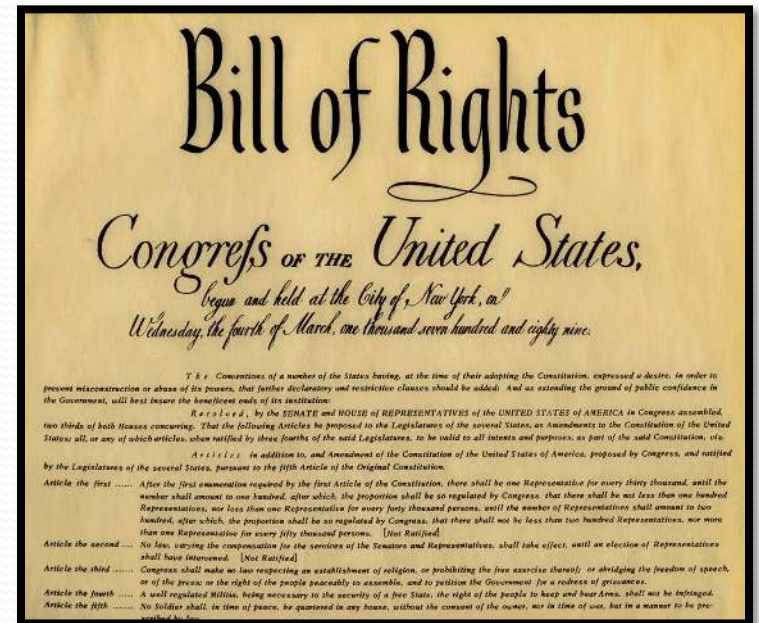 Bill of Rights
Congreſs OF THE United States,
begun and held at the City of New York, on
Wednesday, the fourth of March, one thousand seven hundred and eighty nine.
The Conventions of a number of the States having, at the time of their adopting the Constitution, expressed a desire, in order to
prevent misconstruction or abuse of its powers, that further declaratory and restrictive clauses should be added: And as extending the ground of public confidence in
the Government, will best insure the beneficent ends of its institution:
Resolved, by the SENATE and HOUSE of REPRESENTATIVES of the UNITED STATES of AMERICA in Congress assembled,
two thirds of both Houses concurring. That the following Articles be proposed to the Legislatures of the several States, as Amendments to the Constitution of the United
States; all, or any of which articles, when ratified by three fourths of the said Legislatures, to be valid to all intents and purposes, as part of the said Constitution, viz.
Articles in addition to, and Amendment of the Constitution of the United States of America, proposed by Congress, and ratified
by the Legislatures of the several States, pursuant to the fifth Article of the Original Constitution.
Article the first ...... After the first enumeration required by the first Article of the Constitution, there shall be one Representative for every thirty thousand, until the
number shall amount to one hundred, after which, the proportion shall be so regulated by Congress, that there shall be not less than one hundred
Representatives, nor less than one Representative for every forty thousand persons, until the number of Representatives shall amount to two
hundred, after which, the proportion shall be so regulated by Congress, that there shall not be less than two hundred Representatives, nor more
than one Representative for every fifty thousand persons. [Not Ratified]
Article the second ..... No law, varying the compensation for the services of the Senators and Representatives, shall take effect, until an election of Representatives
shall have intervened. [Not Ratified]
Article the third ....... Congress shall make no law respecting an establishment of religion, or prohibiting the free exercise thereof; or abridging the freedom of speech,
or of the press; or the right of the people peaceably to assemble, and to petition the Government for a redress of grievances.
Article the fourth ..... A well regulated Militia, being necessary to the security of a free State, the right of the people to keep and bear Arms, shall not be infringed.
Article the fifth ....... No Soldier shall, in time of peace, be quartered in any house, without the consent of the owner, nor in time of war, but in a manner to be pre-
scribed by law.